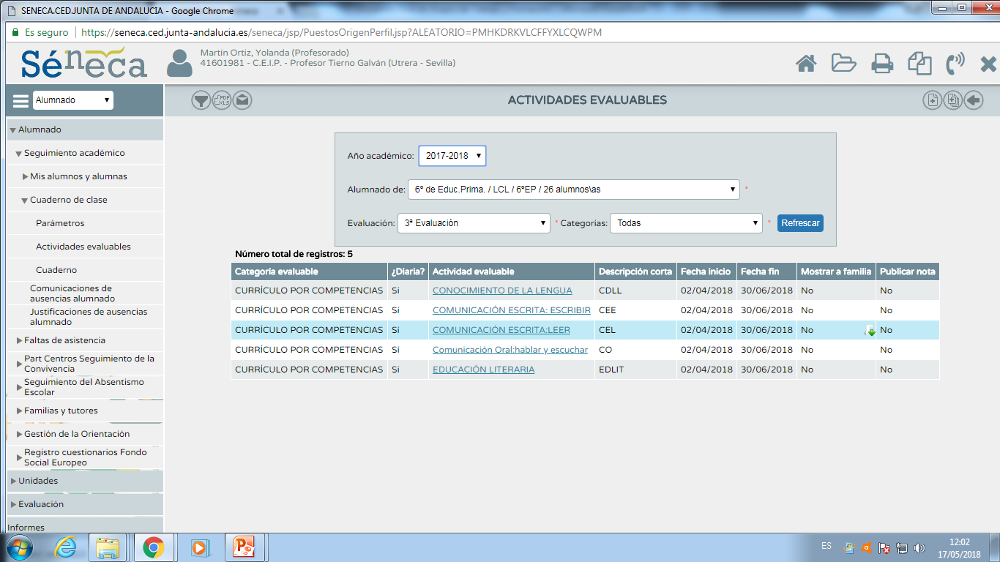 SENECA.CED.JUNTA DE ANDALUCIA - Google Chrome
Es seguro | https://seneca.ced.junta-andalucia.es/seneca/jsp/PuestosOrigenPerfil.jsp?ALEATORIO=PMHKDRKVLCFFYXLCQWPM
Séneca
Martin Ortiz, Yolanda (Profesorado)
41601981 - C.E.I.P. - Profesor Tierno Galván (Utrera - Sevilla)
Alumnado
PDF
XLS
ACTIVIDADES EVALUABLES
Alumnado
Seguimiento académico
Mis alumnos y alumnas
Cuaderno de clase
Parámetros
Actividades evaluables
Cuaderno
Comunicaciones de
ausencias alumnado
Justificaciones de ausencias
alumnado
Faltas de asistencia
Part Centros Seguimiento de la
Convivencia
Seguimiento del Absentismo
Escolar
Familias y tutores
Gestión de la Orientación
Registro cuestionarios Fondo
Social Europeo
Unidades
Evaluación
Informes
Año académico: 2017-2018
Alumnado de: 6º de Educ.Prima. / LCL / 6ºEP / 26 alumnos\as *
Evaluación: 3ª Evaluación * Categorías: Todas * Refrescar
Número total de registros: 5
Categoría evaluable ¿Diaria? Actividad evaluable Descripción corta Fecha inicio Fecha fin Mostrar a familia Publicar nota
CURRÍCULO POR COMPETENCIAS Sí CONOCIMIENTO DE LA LENGUA CDLL 02/04/2018 30/06/2018 No No
CURRÍCULO POR COMPETENCIAS Sí COMUNICACIÓN ESCRITA: ESCRIBIR CEE 02/04/2018 30/06/2018 No No
CURRÍCULO POR COMPETENCIAS Sí COMUNICACIÓN ESCRITA:LEER CEL 02/04/2018 30/06/2018 No No
CURRÍCULO POR COMPETENCIAS Sí Comunicación Oral:hablar y escuchar CO 02/04/2018 30/06/2018 No No
CURRÍCULO POR COMPETENCIAS Sí EDUCACIÓN LITERARIA EDLIT 02/04/2018 30/06/2018 No No
ES
12:02
17/05/2018